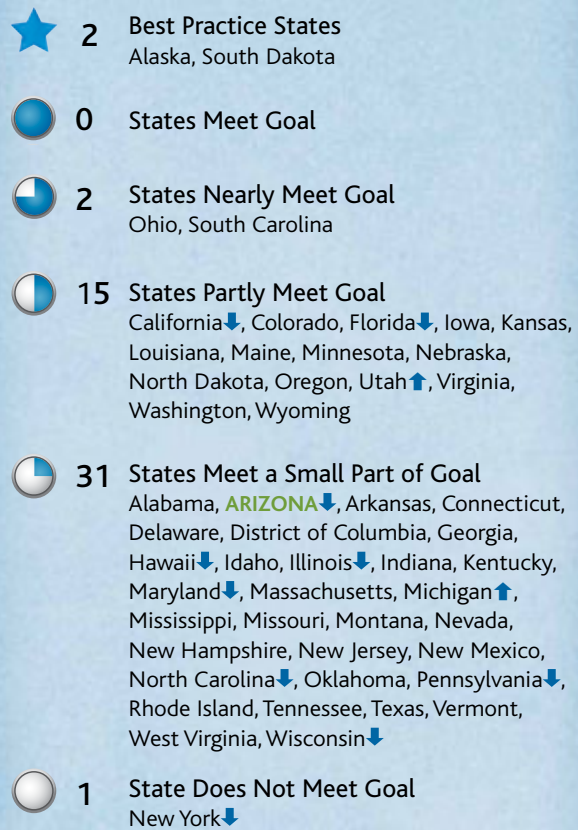 2 Best Practice States
Alaska, South Dakota
0 States Meet Goal
2 States Nearly Meet Goal
Ohio, South Carolina
15 States Partly Meet Goal
California⬇, Colorado, Florida⬇, Iowa, Kansas,
Louisiana, Maine, Minnesota, Nebraska,
North Dakota, Oregon, Utah⬆, Virginia,
Washington, Wyoming
31 States Meet a Small Part of Goal
Alabama, ARIZONA⬇, Arkansas, Connecticut,
Delaware, District of Columbia, Georgia,
Hawaii⬇, Idaho, Illinois⬇, Indiana, Kentucky,
Maryland⬇, Massachusetts, Michigan⬆,
Mississippi, Missouri, Montana, Nevada,
New Hampshire, New Jersey, New Mexico,
North Carolina⬇, Oklahoma, Pennsylvania⬇,
Rhode Island, Tennessee, Texas, Vermont,
West Virginia, Wisconsin⬇
1 State Does Not Meet Goal
New York⬇